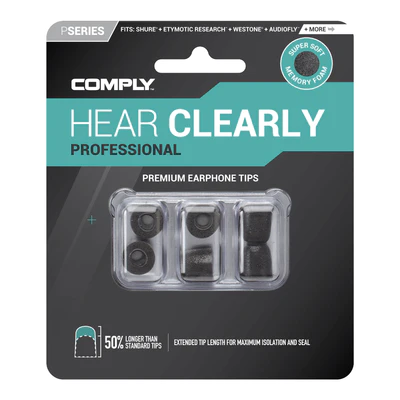 PSERIES
FITS: SHURE® + ETYMOTIC RESEARCH® + WESTONE® + AUDIOFLY
+ MORE
SUPER SOFT
MEMORY FOAM
COMPLY™
HEAR CLEARLY
PROFESSIONAL
PREMIUM EARPHONE TIPS
50% LONGER THAN
STANDARD TIPS
EXTENDED TIP LENGTH FOR MAXIMUM ISOLATION AND SEAL